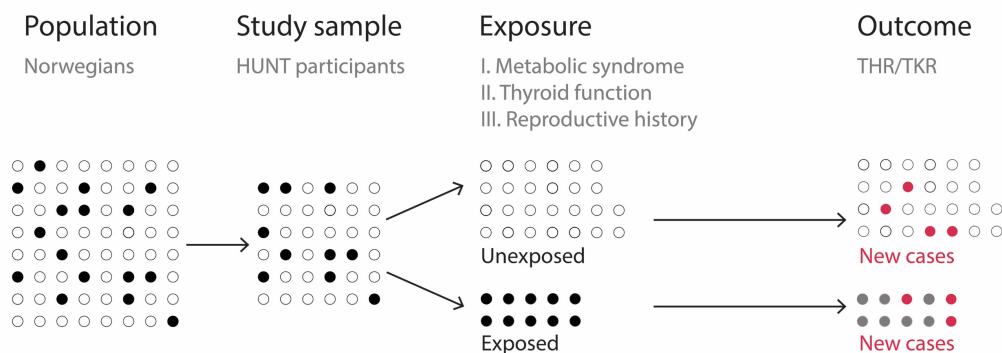 Population
Norwegians
Study sample
HUNT participants
Exposure
I. Metabolic syndrome
II. Thyroid function
III. Reproductive history
Outcome
THR/TKR
Unexposed
New cases
Exposed
New cases